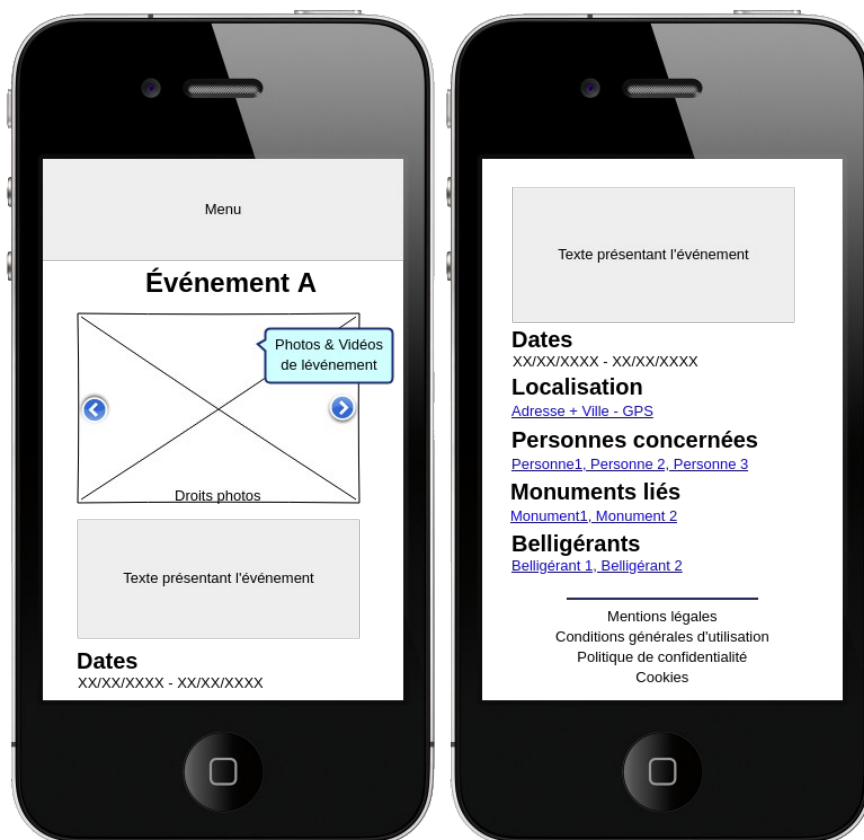 Menu
Événement A
Photos & Vidéos
de lévénement
Droits photos
Texte présentant l'événement
Dates
XX/XX/XXXX - XX/XX/XXXX
Texte présentant l'événement
Dates
XX/XX/XXXX - XX/XX/XXXX
Localisation
Adresse + Ville - GPS
Personnes concernées
Personne1, Personne 2, Personne 3
Monuments liés
Monument1, Monument 2
Belligérants
Belligérant 1, Belligérant 2
Mentions légales
Conditions générales d'utilisation
Politique de confidentialité
Cookies